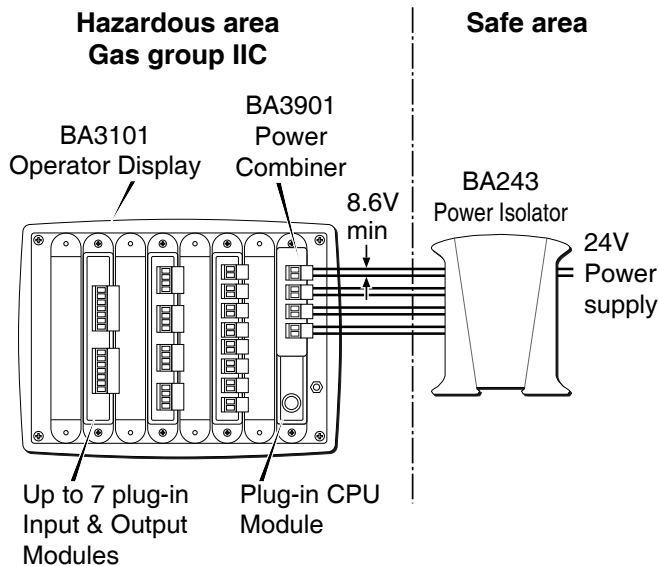 Hazardous area
Gas group IIC
Safe area
BA3101
Operator Display
BA3901
Power
Combiner
8.6V
min
BA243
Power Isolator
24V
Power
supply
Up to 7 plug-in
Input & Output
Modules
Plug-in CPU
Module